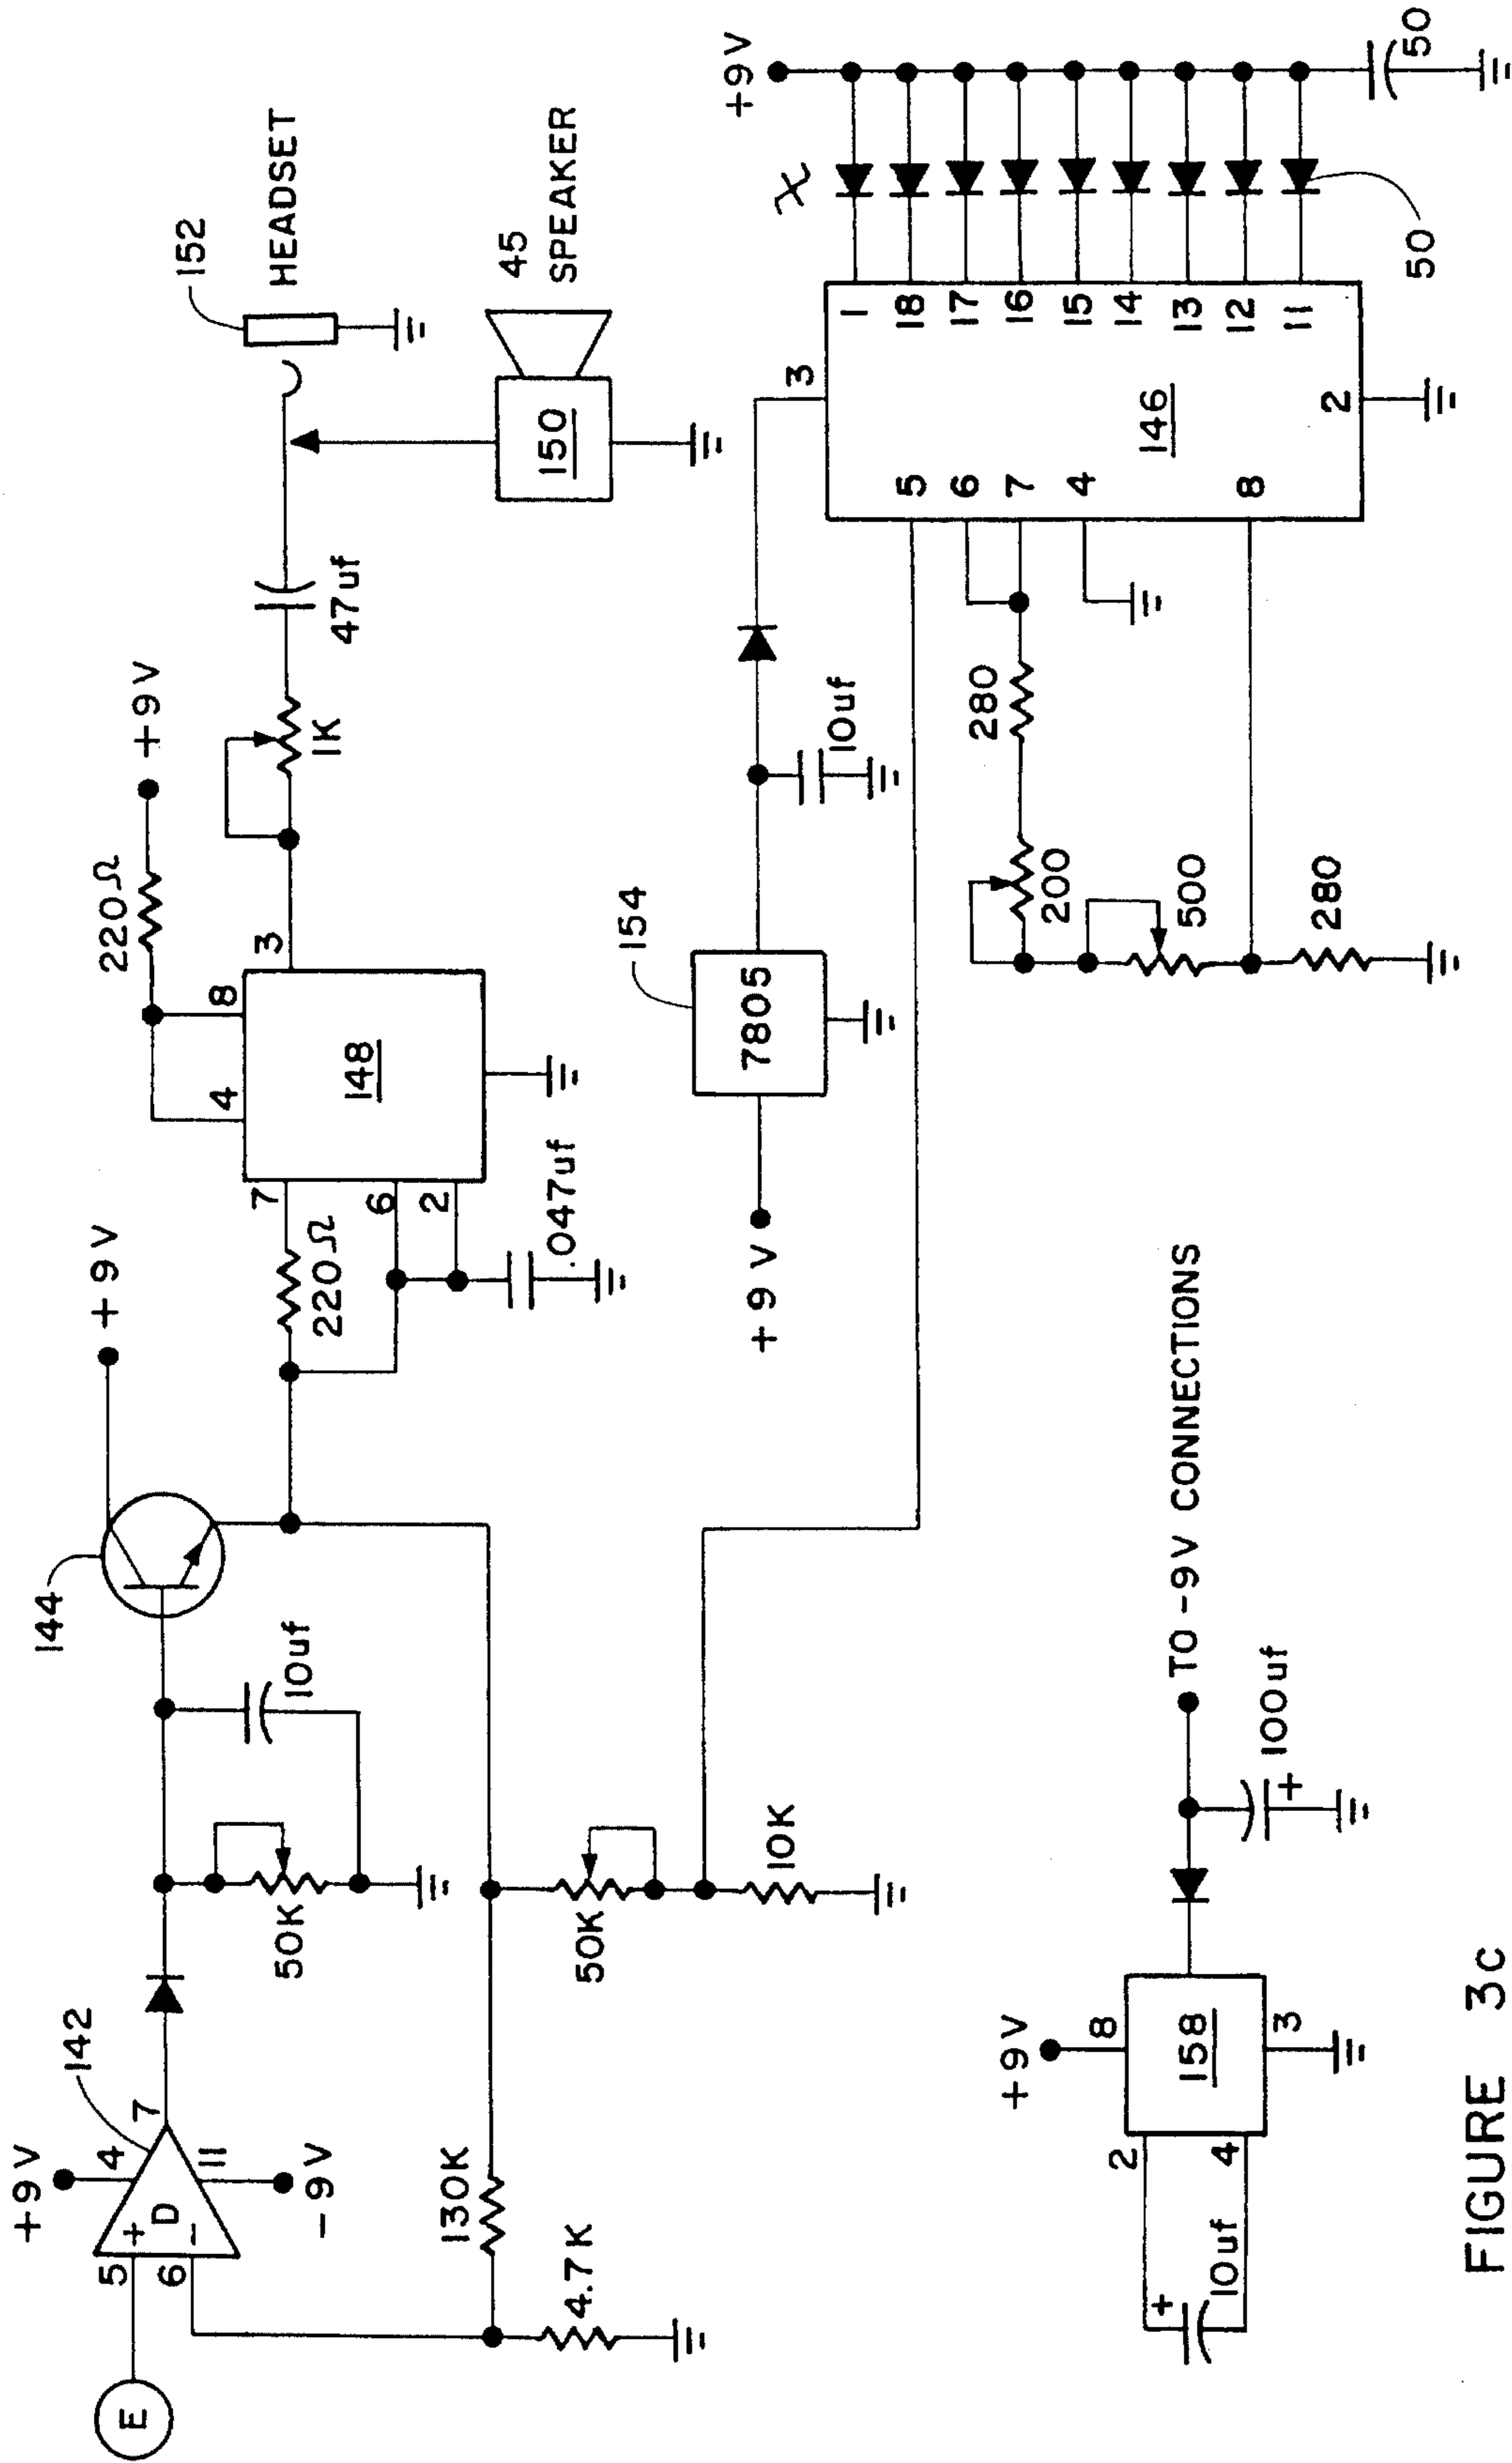 E
+9V
5
6
+
D
-
4
11
-9V
7
142
50K
10uf
144
+9V
130K
4.7K
50K
10K
220Ω
7
6
2
.047uf
148
4
8
3
220Ω
+9V
1K
47uf
152
HEADSET
45
SPEAKER
150
+9V
7805
154
10uf
3
5
6
7
4
8
2
146
1
18
17
16
15
14
13
12
11
280
200
500
280
+9V
50
50
10uf
+
2
4
158
8
3
+9V
100uf
+
TO -9V CONNECTIONS
FIGURE 3c